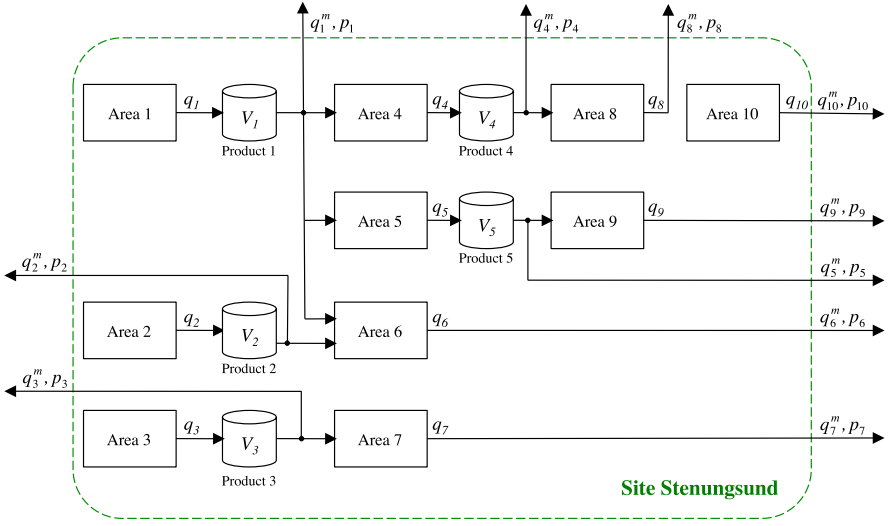 q₁ᵐ, p₁
q₄ᵐ, p₄
q₈ᵐ, p₈
Area 1
q₁
V₁
Product 1
Area 4
q₄
V₄
Product 4
Area 8
q₈
Area 10
q₁₀
q₁₀ᵐ, p₁₀
Area 5
q₅
V₅
Product 5
Area 9
q₉
q₉ᵐ, p₉
q₂ᵐ, p₂
q₅ᵐ, p₅
Area 2
q₂
V₂
Product 2
Area 6
q₆
q₆ᵐ, p₆
q₃ᵐ, p₃
Area 3
q₃
V₃
Product 3
Area 7
q₇
q₇ᵐ, p₇
Site Stenungsund